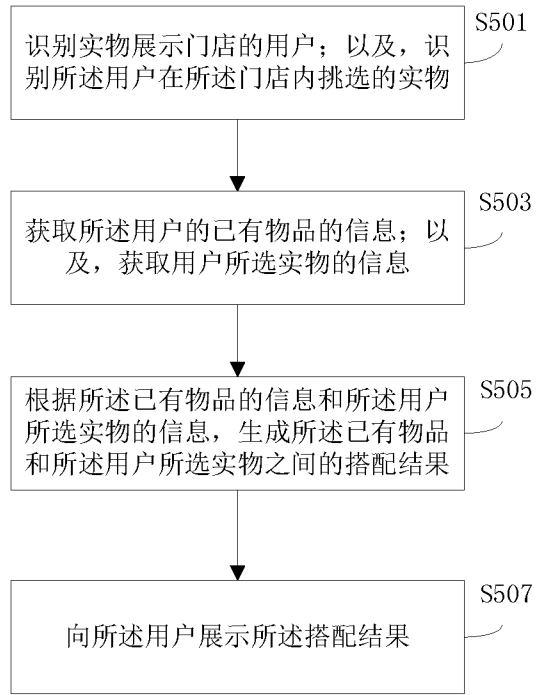 S501
识别实物展示门店的用户；以及，识
别所述用户在所述门店内挑选的实物
S503
获取所述用户的已有物品的信息；以
及，获取用户所选实物的信息
S505
根据所述已有物品的信息和所述用户
所选实物的信息，生成所述已有物品
和所述用户所选实物之间的搭配结果
S507
向所述用户展示所述搭配结果